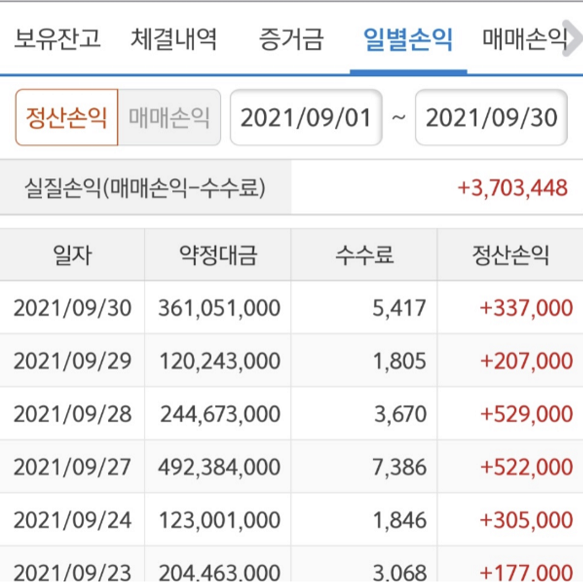 보유잔고 체결내역 증거금 일별손익 매매손익
정산손익 매매손익 2021/09/01 ~ 2021/09/30
실질손익(매매손익-수수료) +3,703,448
일자 약정대금 수수료 정산손익
2021/09/30 361,051,000 5,417 +337,000
2021/09/29 120,243,000 1,805 +207,000
2021/09/28 244,673,000 3,670 +529,000
2021/09/27 492,384,000 7,386 +522,000
2021/09/24 123,001,000 1,846 +305,000
2021/09/23 204,463,000 3,068 +177,000